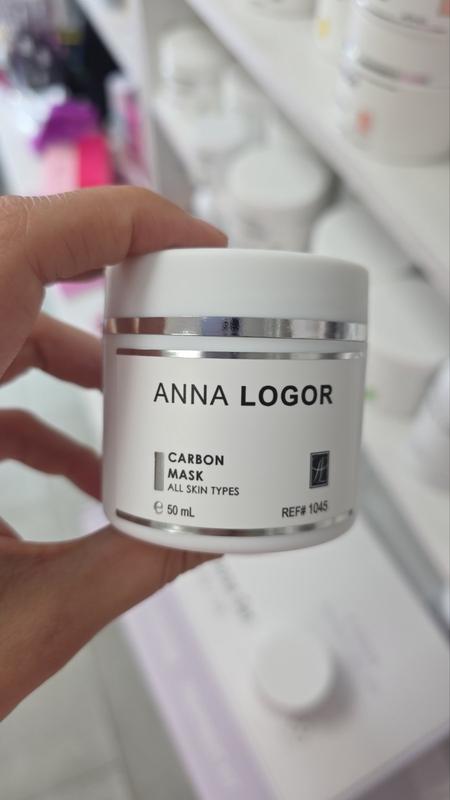 ANNA LOGOR
CARBON
MASK
ALL SKIN TYPES
℮ 50 mL
REF# 1045